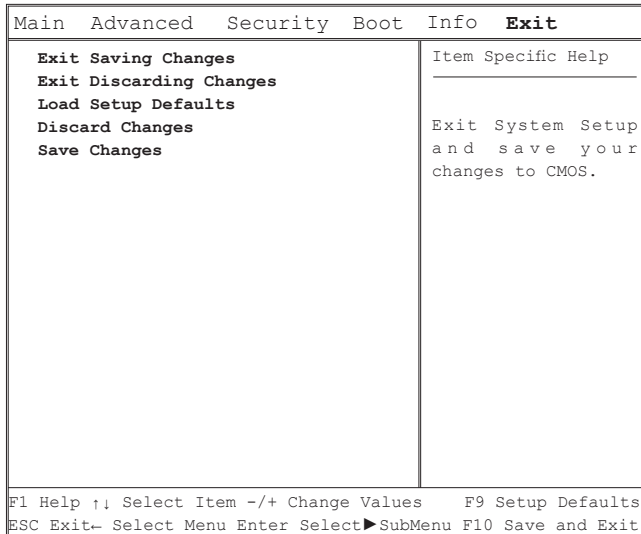 Main Advanced Security Boot Info Exit
Exit Saving Changes
Exit Discarding Changes
Load Setup Defaults
Discard Changes
Save Changes
Item Specific Help
Exit System Setup
and save your
changes to CMOS.
F1 Help ↑↓ Select Item -/+ Change Values F9 Setup Defaults
ESC Exit← Select Menu Enter Select▶SubMenu F10 Save and Exit